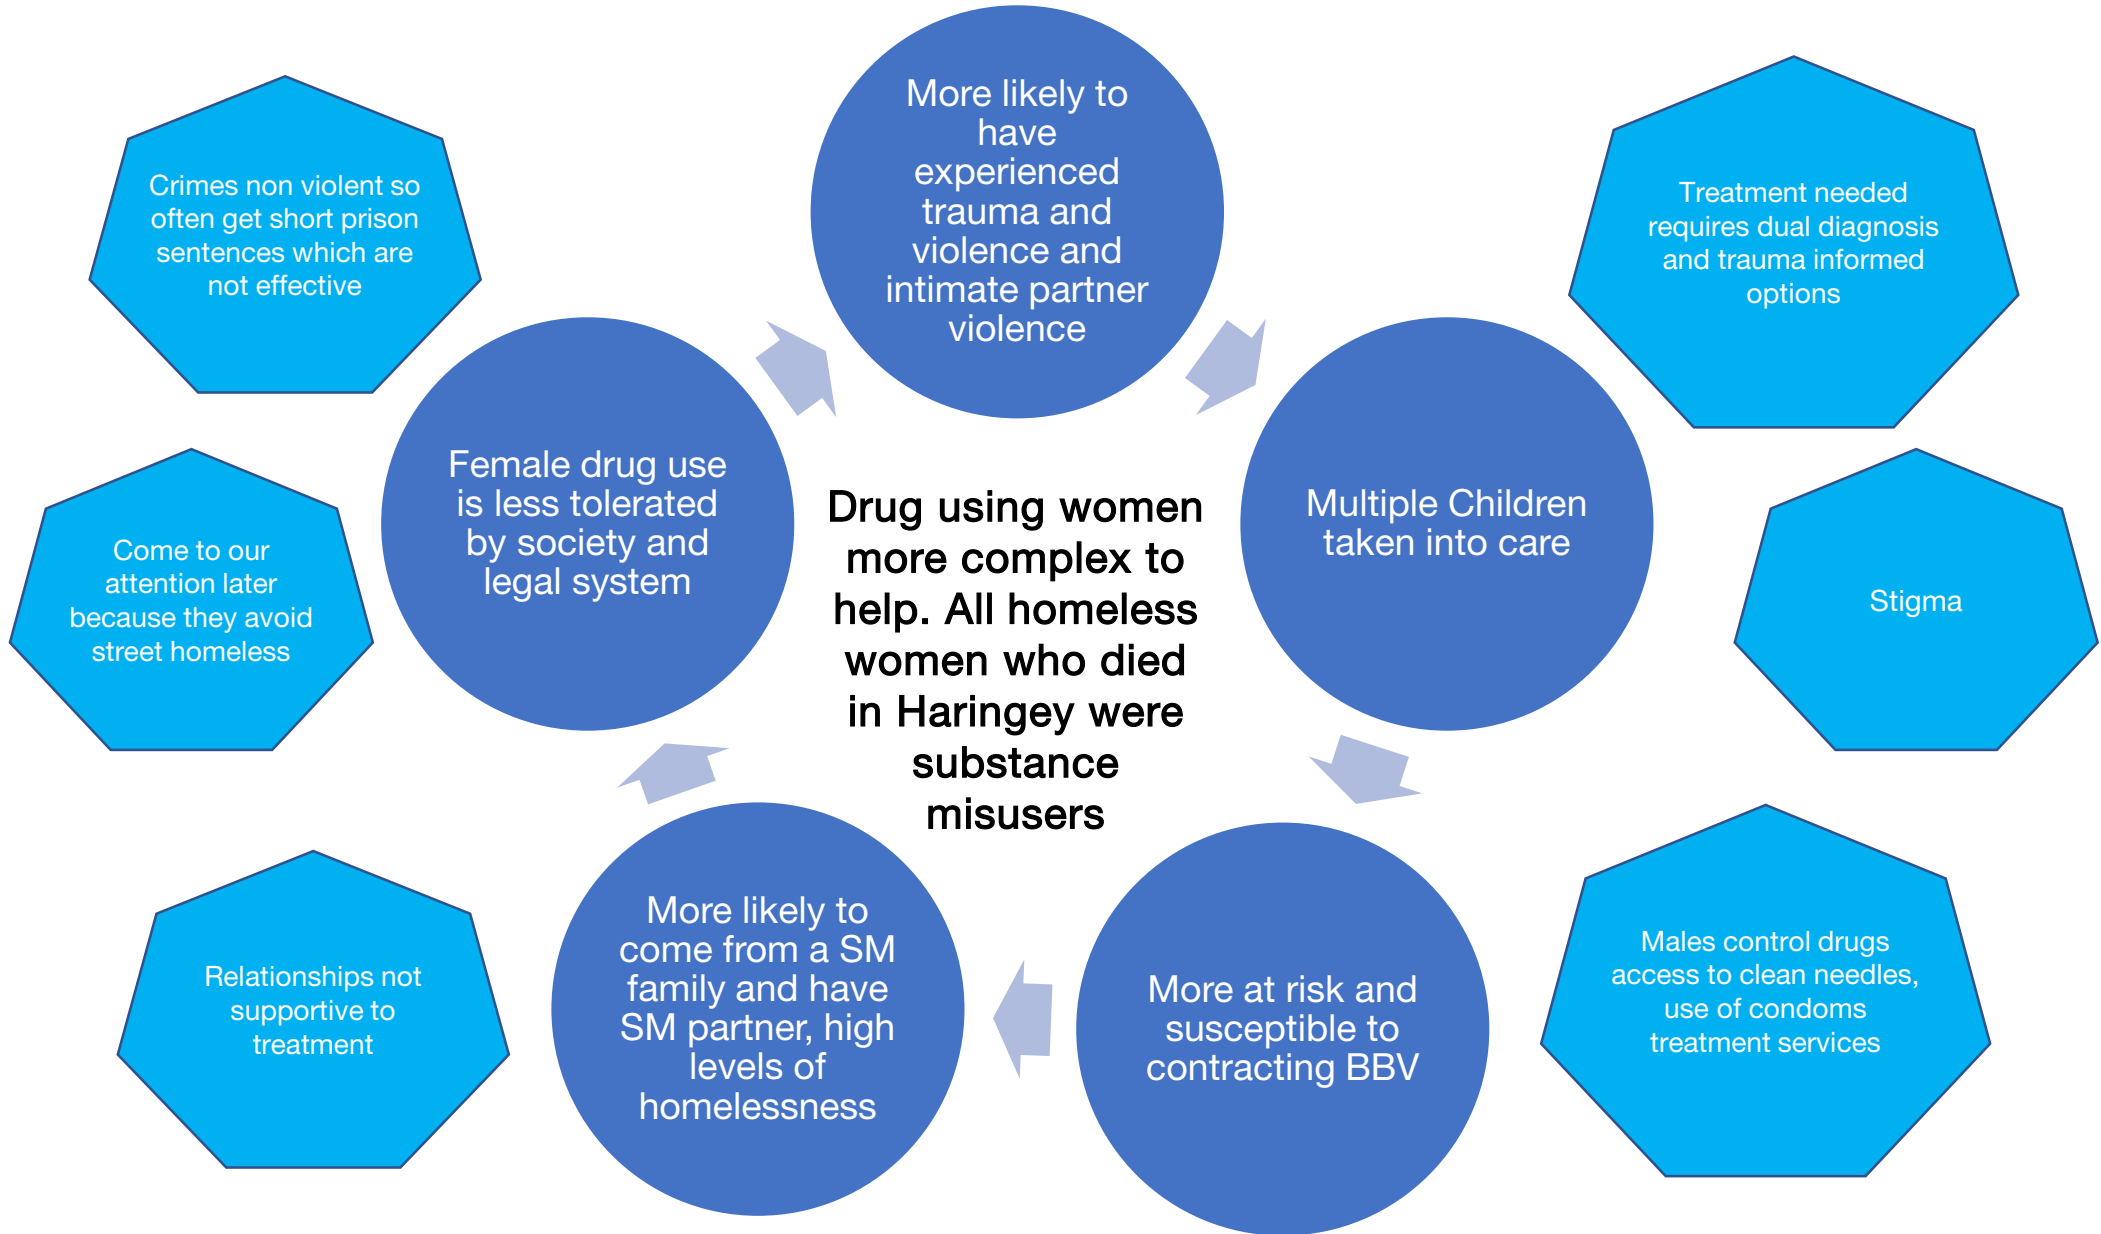 More likely to
have
experienced
trauma and
violence and
intimate partner
violence
Crimes non violent so
often get short prison
sentences which are
not effective
Treatment needed
requires dual diagnosis
and trauma informed
options
Female drug use
is less tolerated
by society and
legal system
Drug using women
more complex to
help. All homeless
women who died
in Haringey were
substance
misusers
Multiple Children
taken into care
Come to our
attention later
because they avoid
street homeless
Stigma
More likely to
come from a SM
family and have
SM partner, high
levels of
homelessness
More at risk and
susceptible to
contracting BBV
Relationships not
supportive to
treatment
Males control drugs
access to clean needles,
use of condoms
treatment services